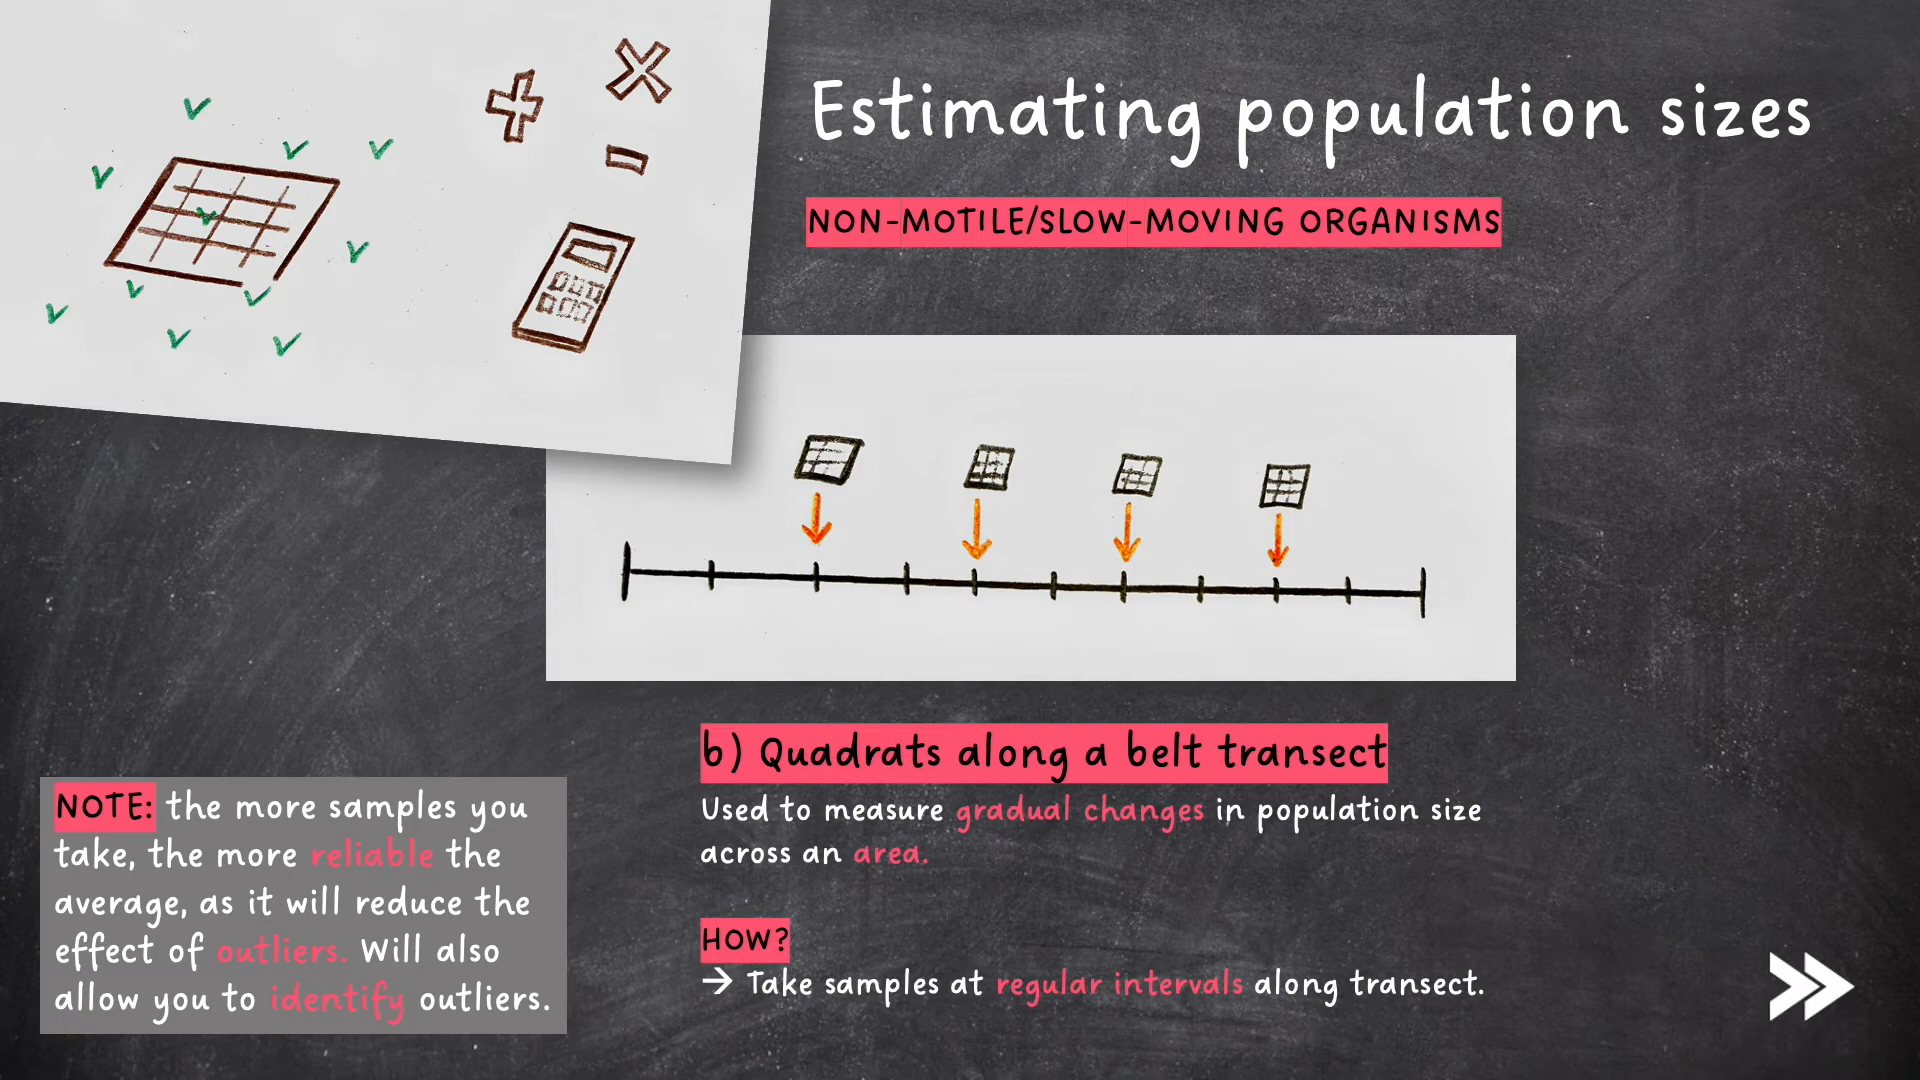 Estimating population sizes
NON-MOTILE/SLOW-MOVING ORGANISMS
b) Quadrats along a belt transect
Used to measure gradual changes in population size
across an area.
HOW?
→ Take samples at regular intervals along transect.
NOTE: the more samples you
take, the more reliable the
average, as it will reduce the
effect of outliers. Will also
allow you to identify outliers.